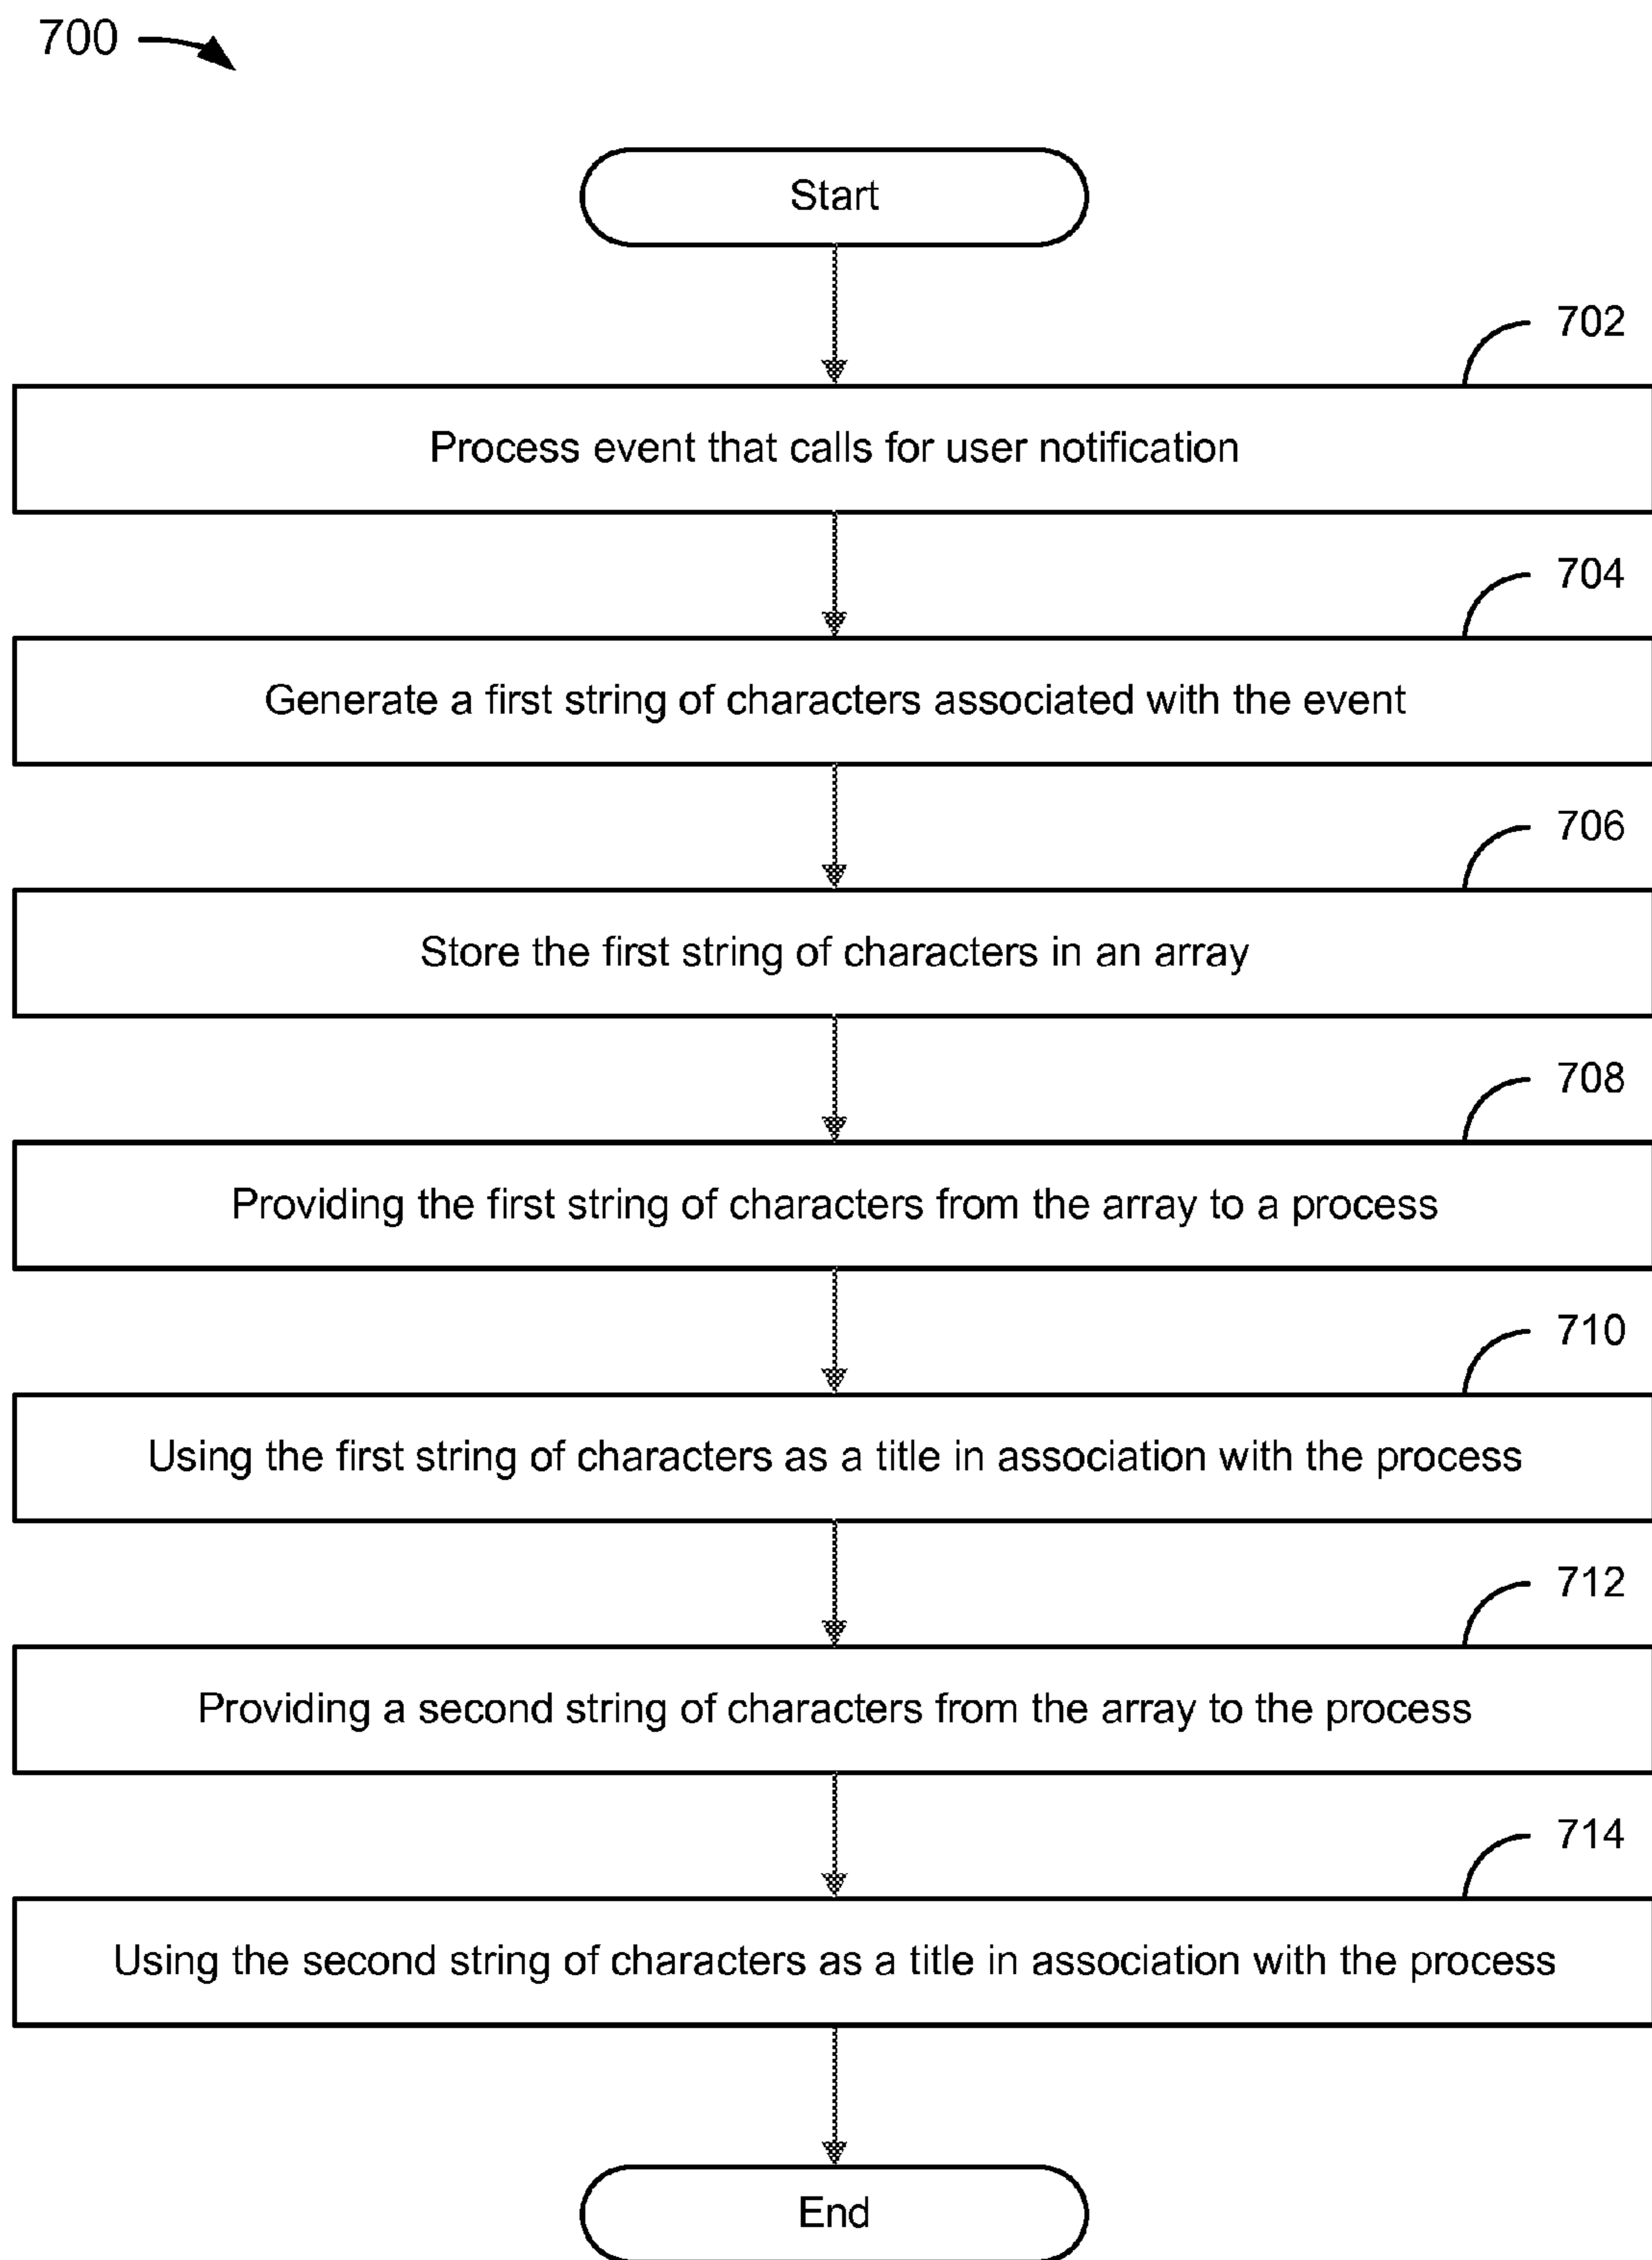 700
Start
702
Process event that calls for user notification
704
Generate a first string of characters associated with the event
706
Store the first string of characters in an array
708
Providing the first string of characters from the array to a process
710
Using the first string of characters as a title in association with the process
712
Providing a second string of characters from the array to the process
714
Using the second string of characters as a title in association with the process
End